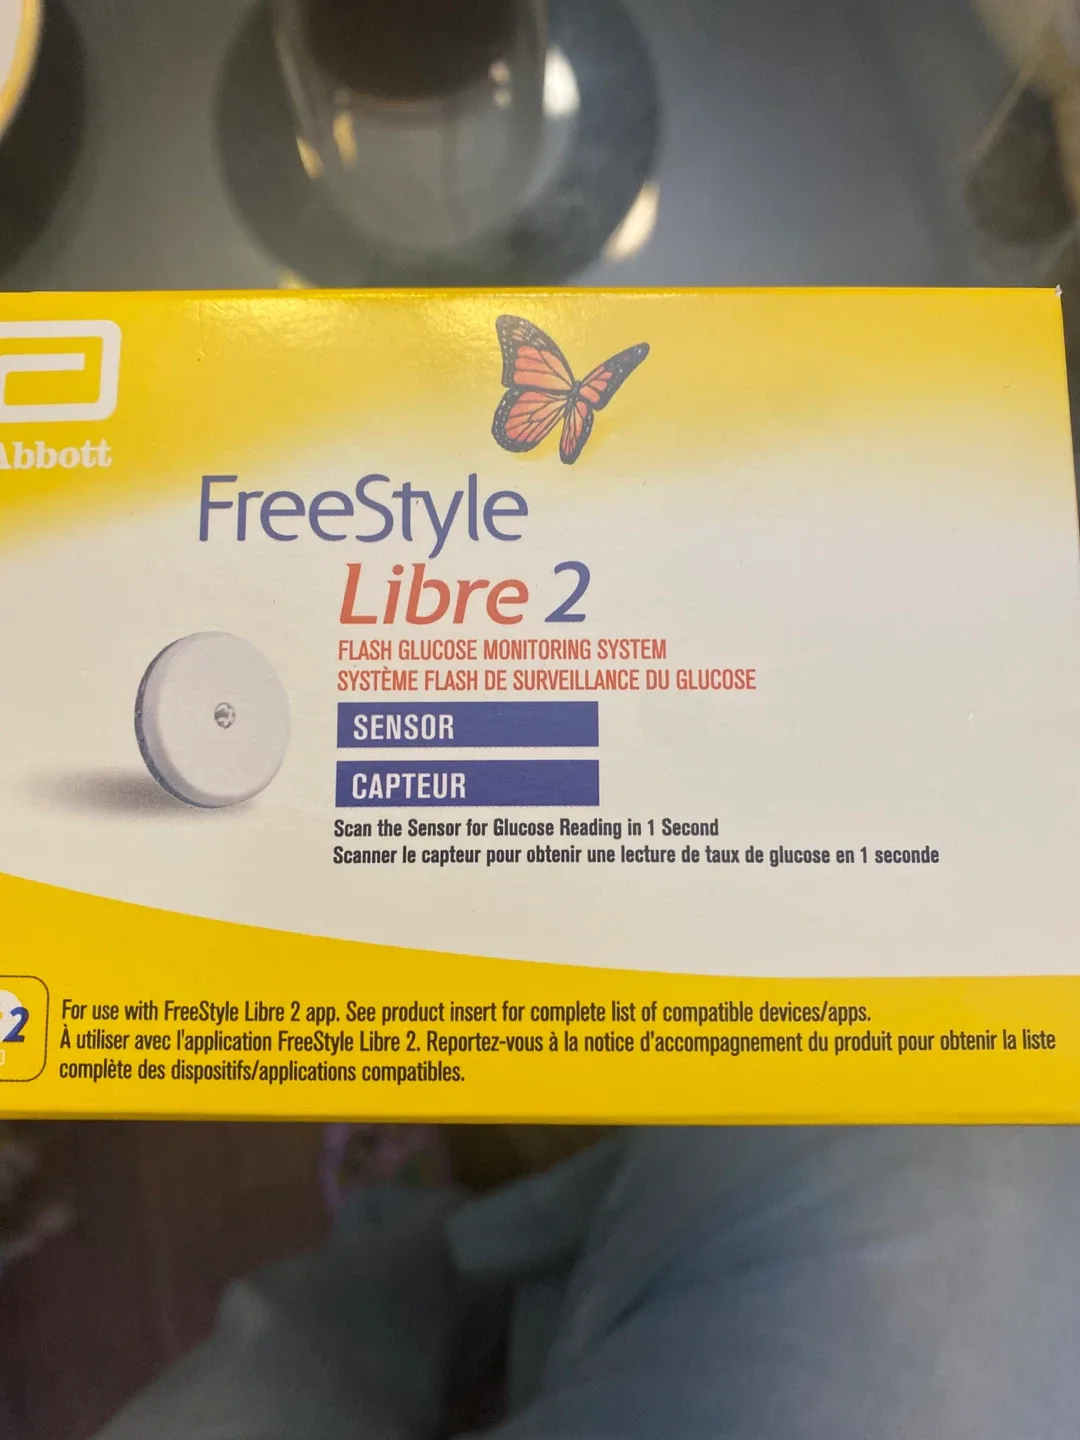 Abbott
FreeStyle
Libre 2
FLASH GLUCOSE MONITORING SYSTEM
SYSTÈME FLASH DE SURVEILLANCE DU GLUCOSE
SENSOR
CAPTEUR
Scan the Sensor for Glucose Reading in 1 Second
Scanner le capteur pour obtenir une lecture de taux de glucose en 1 seconde
2
For use with FreeStyle Libre 2 app. See product insert for complete list of compatible devices/apps.
À utiliser avec l'application FreeStyle Libre 2. Reportez-vous à la notice d'accompagnement du produit pour obtenir la liste
complète des dispositifs/applications compatibles.